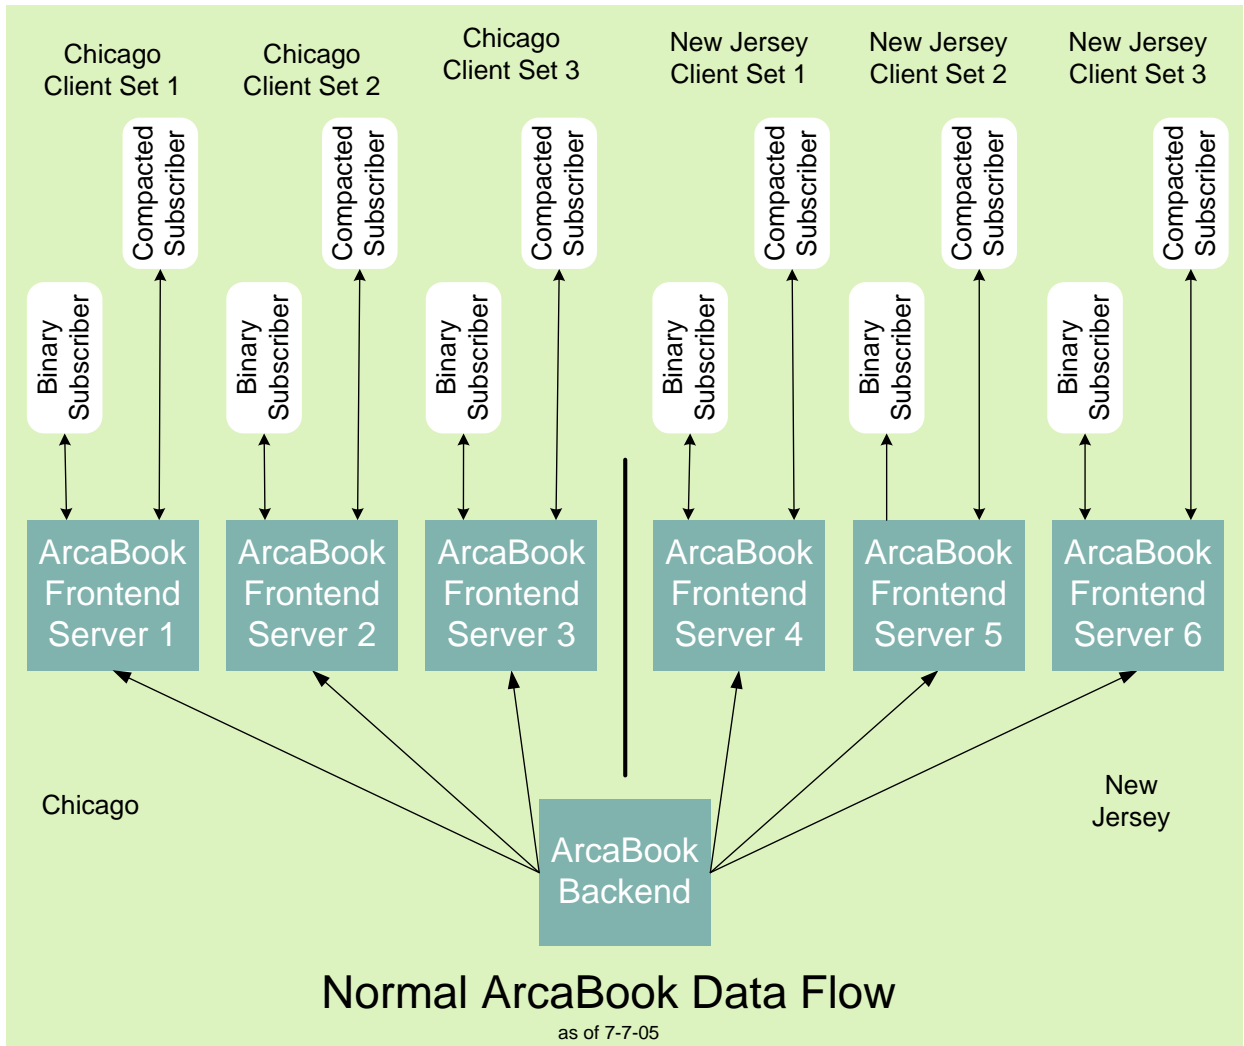 Chicago
Client Set 1
Chicago
Client Set 2
Chicago
Client Set 3
New Jersey
Client Set 1
New Jersey
Client Set 2
New Jersey
Client Set 3
Compacted
Subscriber
Compacted
Subscriber
Compacted
Subscriber
Compacted
Subscriber
Compacted
Subscriber
Compacted
Subscriber
Binary
Subscriber
Binary
Subscriber
Binary
Subscriber
Binary
Subscriber
Binary
Subscriber
Binary
Subscriber
ArcaBook
Frontend
Server 1
ArcaBook
Frontend
Server 2
ArcaBook
Frontend
Server 3
ArcaBook
Frontend
Server 4
ArcaBook
Frontend
Server 5
ArcaBook
Frontend
Server 6
Chicago
New
Jersey
ArcaBook
Backend
Normal ArcaBook Data Flow
as of 7-7-05